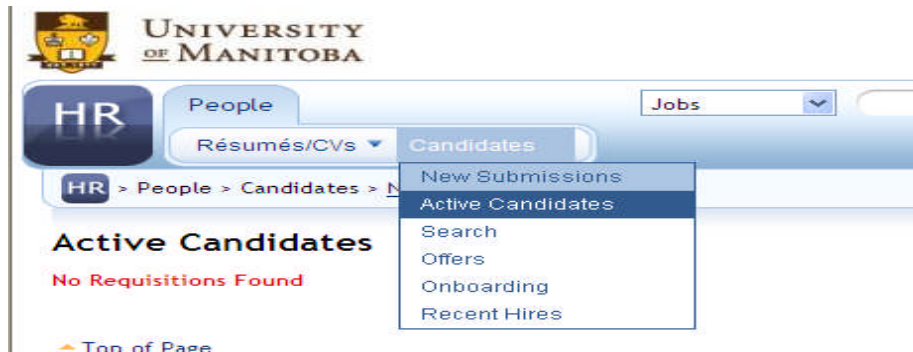 UNIVERSITY
OF MANITOBA
HR
People
Jobs
Résumés/CVs
Candidates
HR > People > Candidates > N
New Submissions
Active Candidates
Search
Offers
Onboarding
Recent Hires
Active Candidates
No Requisitions Found
Top of Page